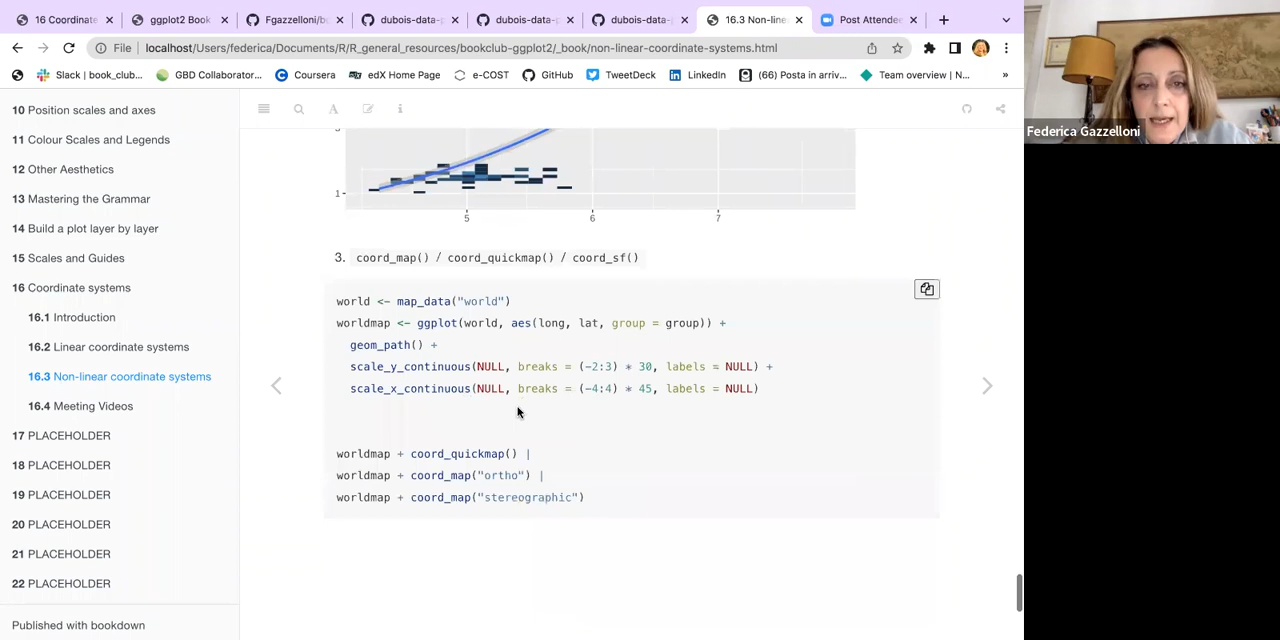 16 Coordinate
ggplot2 Book
Fgazzelloni/bo
dubois-data-p
dubois-data-p
dubois-data-p
16.3 Non-line
Post Attendee
File
localhost/Users/federica/Documents/R/R_general_resources/bookclub-ggplot2/_book/non-linear-coordinate-systems.html
Slack | book_club...
GBD Collaborator...
Coursera
edX Home Page
e-COST
GitHub
TweetDeck
LinkedIn
(66) Posta in arriv...
Team overview | N...
»
10 Position scales and axes
11 Colour Scales and Legends
12 Other Aesthetics
13 Mastering the Grammar
14 Build a plot layer by layer
15 Scales and Guides
16 Coordinate systems
16.1 Introduction
16.2 Linear coordinate systems
16.3 Non-linear coordinate systems
16.4 Meeting Videos
17 PLACEHOLDER
18 PLACEHOLDER
19 PLACEHOLDER
20 PLACEHOLDER
21 PLACEHOLDER
22 PLACEHOLDER
Published with bookdown
1
5
6
7
3. coord_map() / coord_quickmap() / coord_sf()
world <- map_data("world")
worldmap <- ggplot(world, aes(long, lat, group = group)) +
geom_path() +
scale_y_continuous(NULL, breaks = (-2:3) * 30, labels = NULL) +
scale_x_continuous(NULL, breaks = (-4:4) * 45, labels = NULL)
worldmap + coord_quickmap() |
worldmap + coord_map("ortho") |
worldmap + coord_map("stereographic")
Federica Gazzelloni